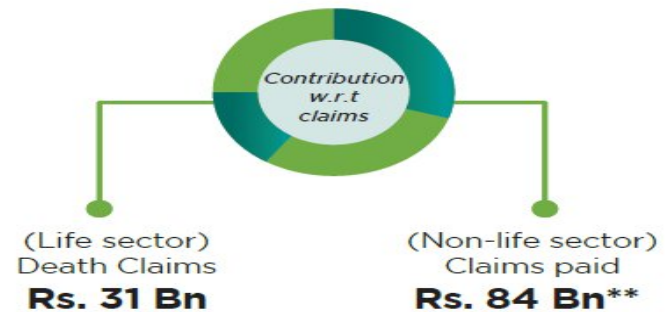 Contribution
w.r.t
claims
(Life sector)
Death Claims
Rs. 31 Bn
(Non-life sector)
Claims paid
Rs. 84 Bn**